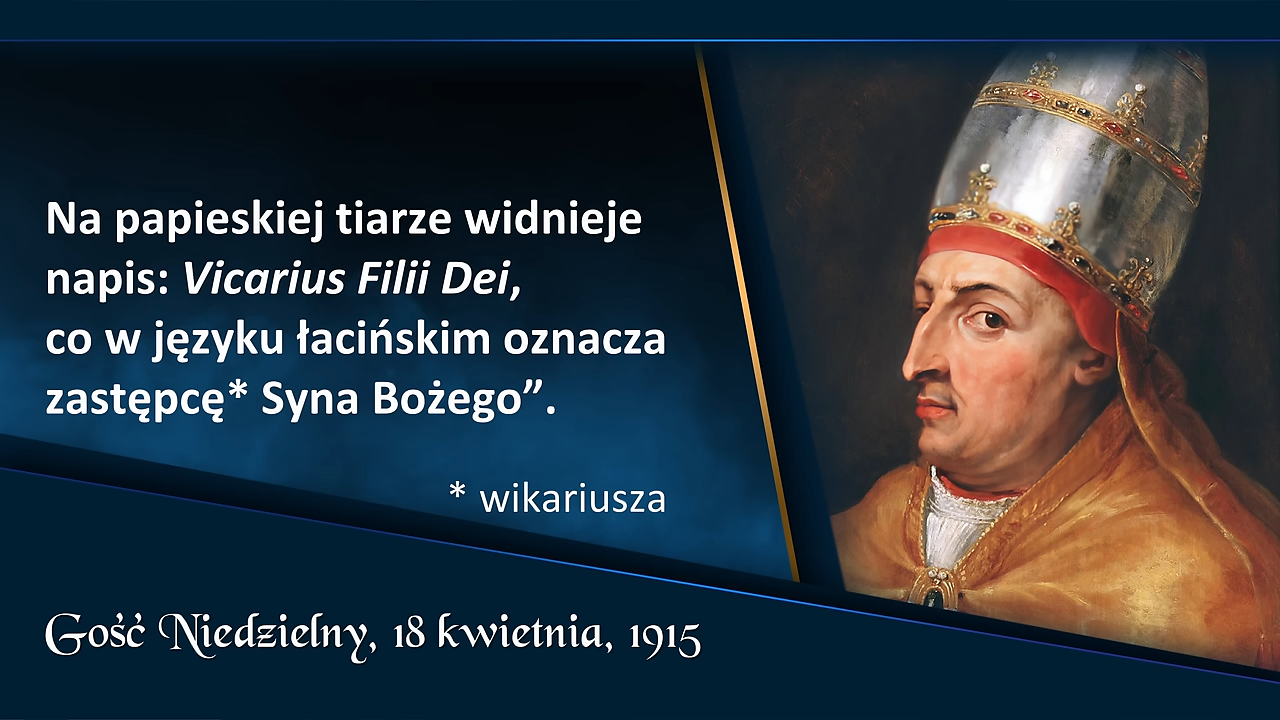 Na papieskiej tiarze widnieje
napis: Vicarius Filii Dei,
co w języku łacińskim oznacza
zastępcę* Syna Bożego”.
* wikariusza
Gość Niedzielny, 18 kwietnia, 1915